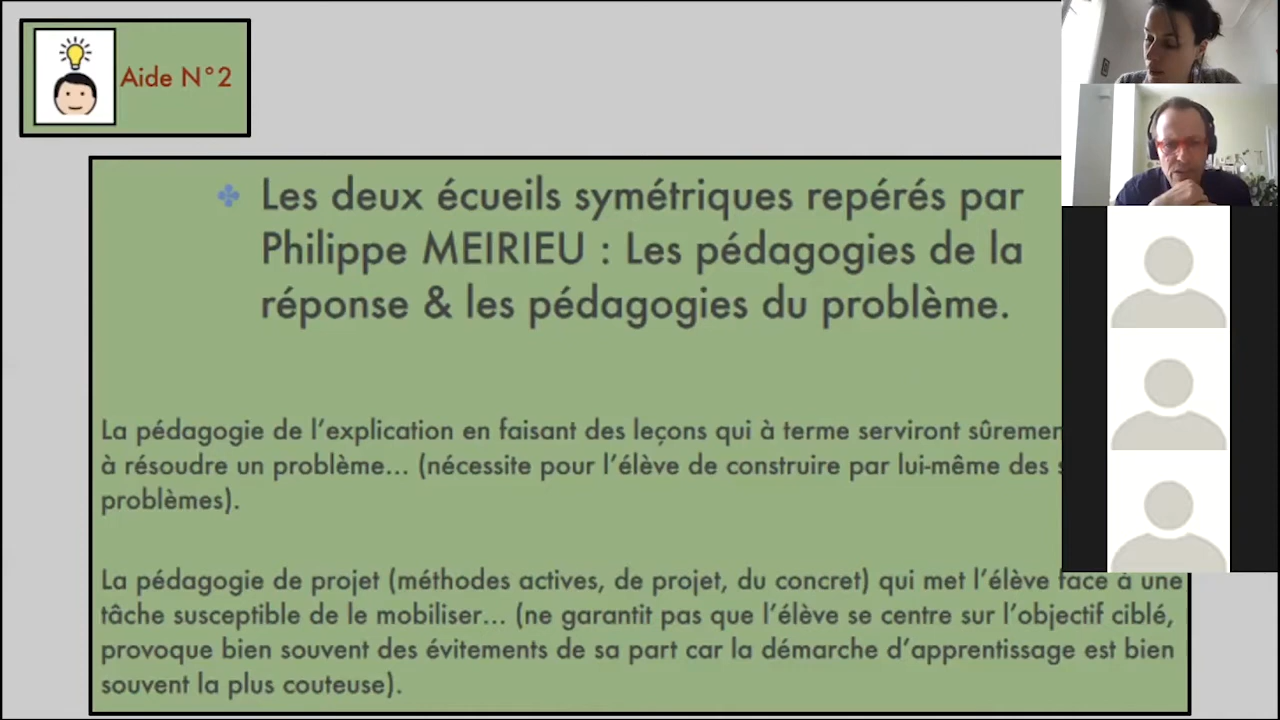 Aide N°2
Les deux écueils symétriques repérés par
Philippe MEIRIEU : Les pédagogies de la
réponse & les pédagogies du problème.
La pédagogie de l'explication en faisant des leçons qui à terme serviront
à résoudre un problème... (nécessite pour l'élève de construire par lui-même des
problèmes).
La pédagogie de projet (méthodes actives, de projet, du concret) qui met l'élève face à une
tâche susceptible de le mobiliser... (ne garantit pas que l'élève se centre sur l'objectif ciblé,
provoque bien souvent des évitements de sa part car la démarche d'apprentissage est bien
souvent la plus couteuse).